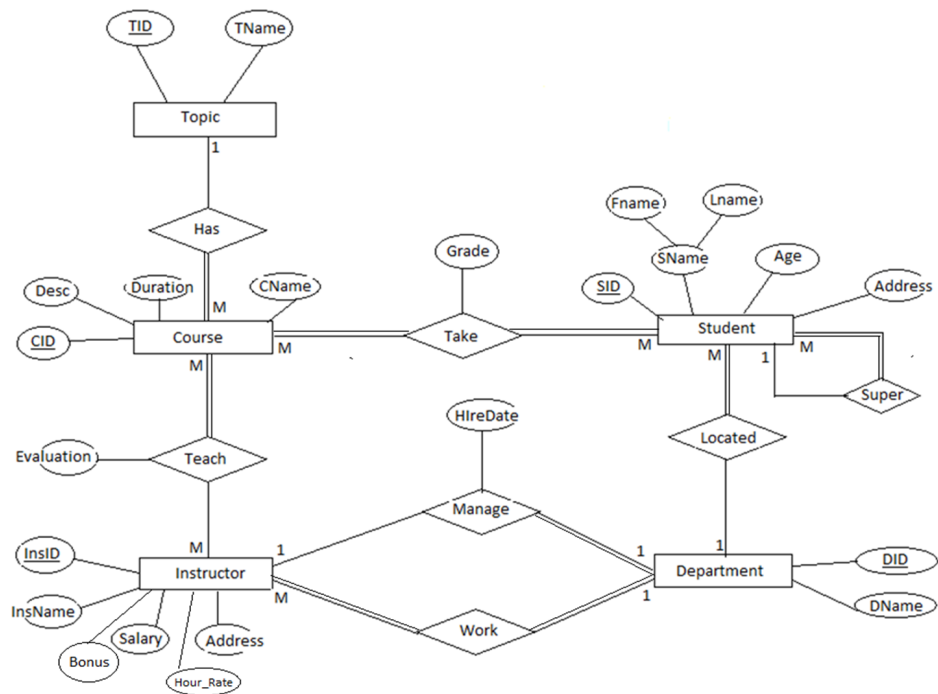 TID
TName
Topic
1
Has
Fname
Lname
Grade
SName
Age
Desc
Duration
CName
SID
Address
M
CID
Course
M
Take
M
Student
M
M
M
1
Super
HIreDate
Located
Evaluation
Teach
Manage
M
1
1
1
InsID
Instructor
M
Department
1
DID
InsName
DName
Salary
Address
Work
Bonus
Hour_Rate